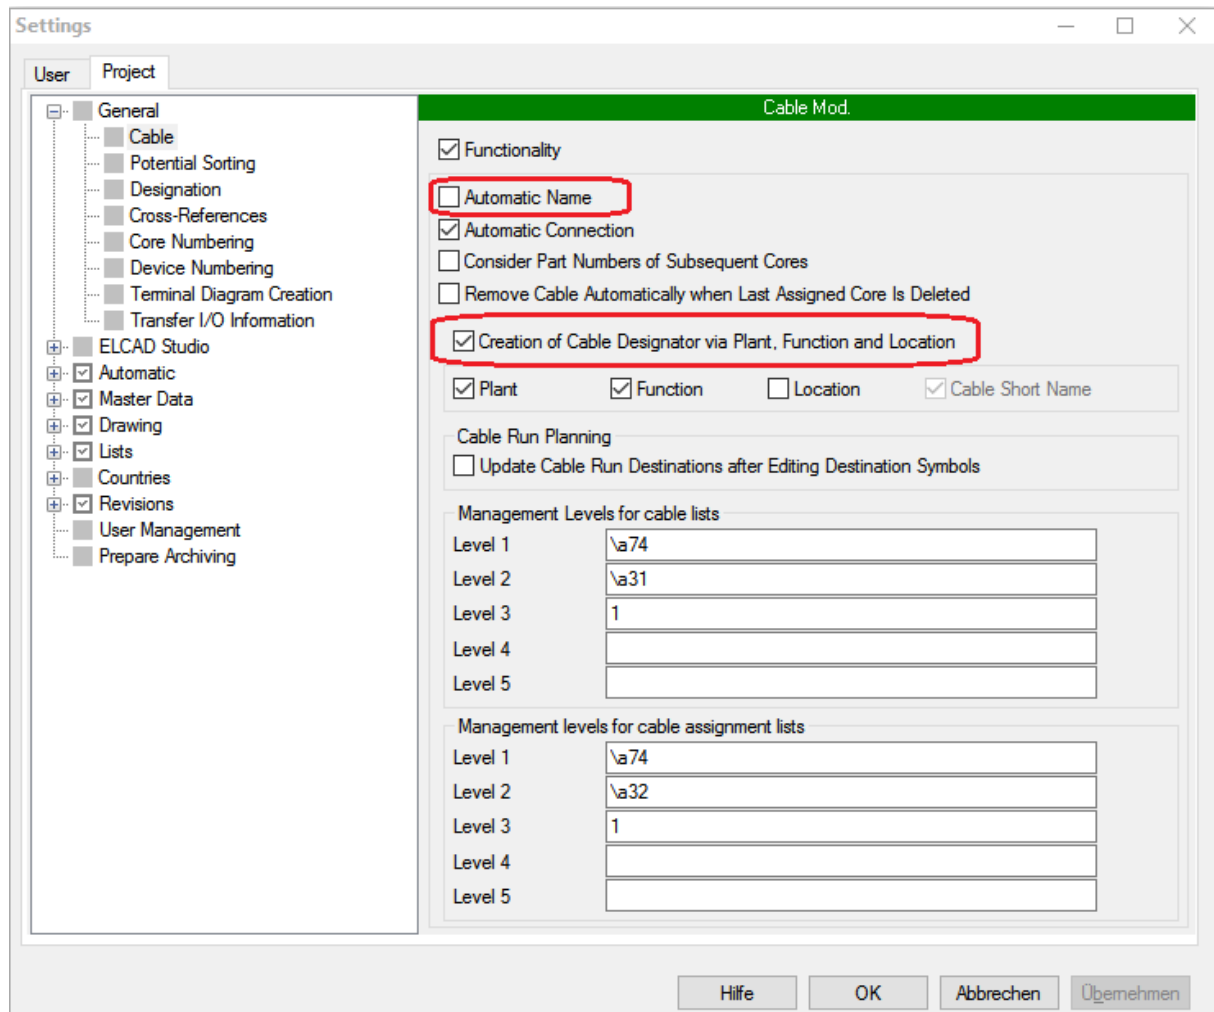 Settings
User Project
General
Cable
Potential Sorting
Designation
Cross-References
Core Numbering
Device Numbering
Terminal Diagram Creation
Transfer I/O Information
ELCAD Studio
Automatic
Master Data
Drawing
Lists
Countries
Revisions
User Management
Prepare Archiving
Cable Mod.
Functionality
Automatic Name
Automatic Connection
Consider Part Numbers of Subsequent Cores
Remove Cable Automatically when Last Assigned Core Is Deleted
Creation of Cable Designator via Plant, Function and Location
Plant Function Location Cable Short Name
Cable Run Planning
Update Cable Run Destinations after Editing Destination Symbols
Management Levels for cable lists
Level 1 \a74
Level 2 \a31
Level 3 1
Level 4
Level 5
Management levels for cable assignment lists
Level 1 \a74
Level 2 \a32
Level 3 1
Level 4
Level 5
Hilfe OK Abbrechen Übernehmen